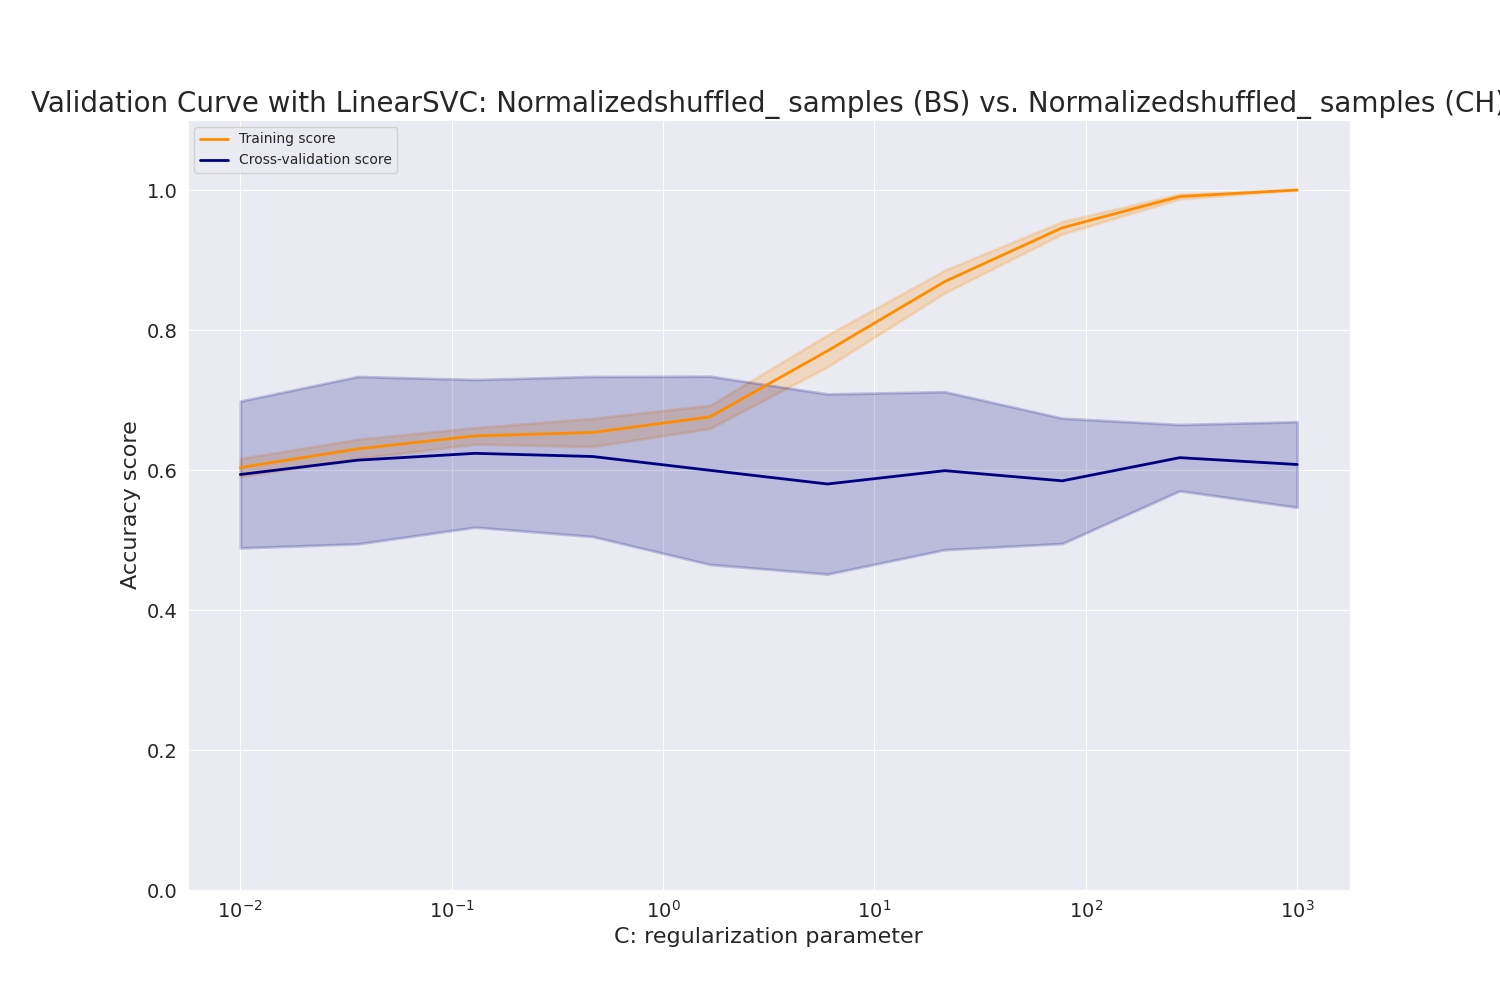 Validation Curve with LinearSVC: Normalizedshuffled_ samples (BS) vs. Normalizedshuffled_ samples (CH)
Training score
Cross-validation score
1.0
0.8
0.6
0.4
0.2
0.0
Accuracy score
10⁻² 10⁻¹ 10⁰ 10¹ 10² 10³
C: regularization parameter